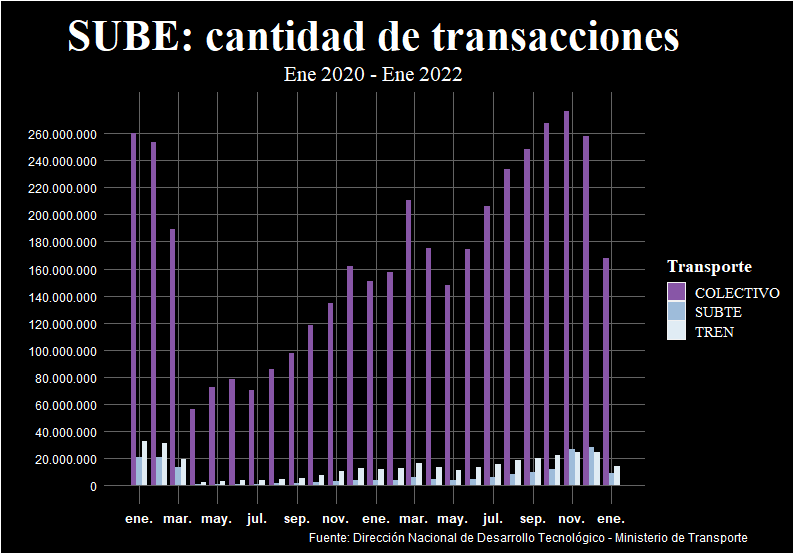 SUBE: cantidad de transacciones
Ene 2020 - Ene 2022
260.000.000
240.000.000
220.000.000
200.000.000
180.000.000
160.000.000
140.000.000
120.000.000
100.000.000
80.000.000
60.000.000
40.000.000
20.000.000
0
ene. mar. may. jul. sep. nov. ene. mar. may. jul. sep. nov. ene.
Transporte
COLECTIVO
SUBTE
TREN
Fuente: Dirección Nacional de Desarrollo Tecnológico - Ministerio de Transporte